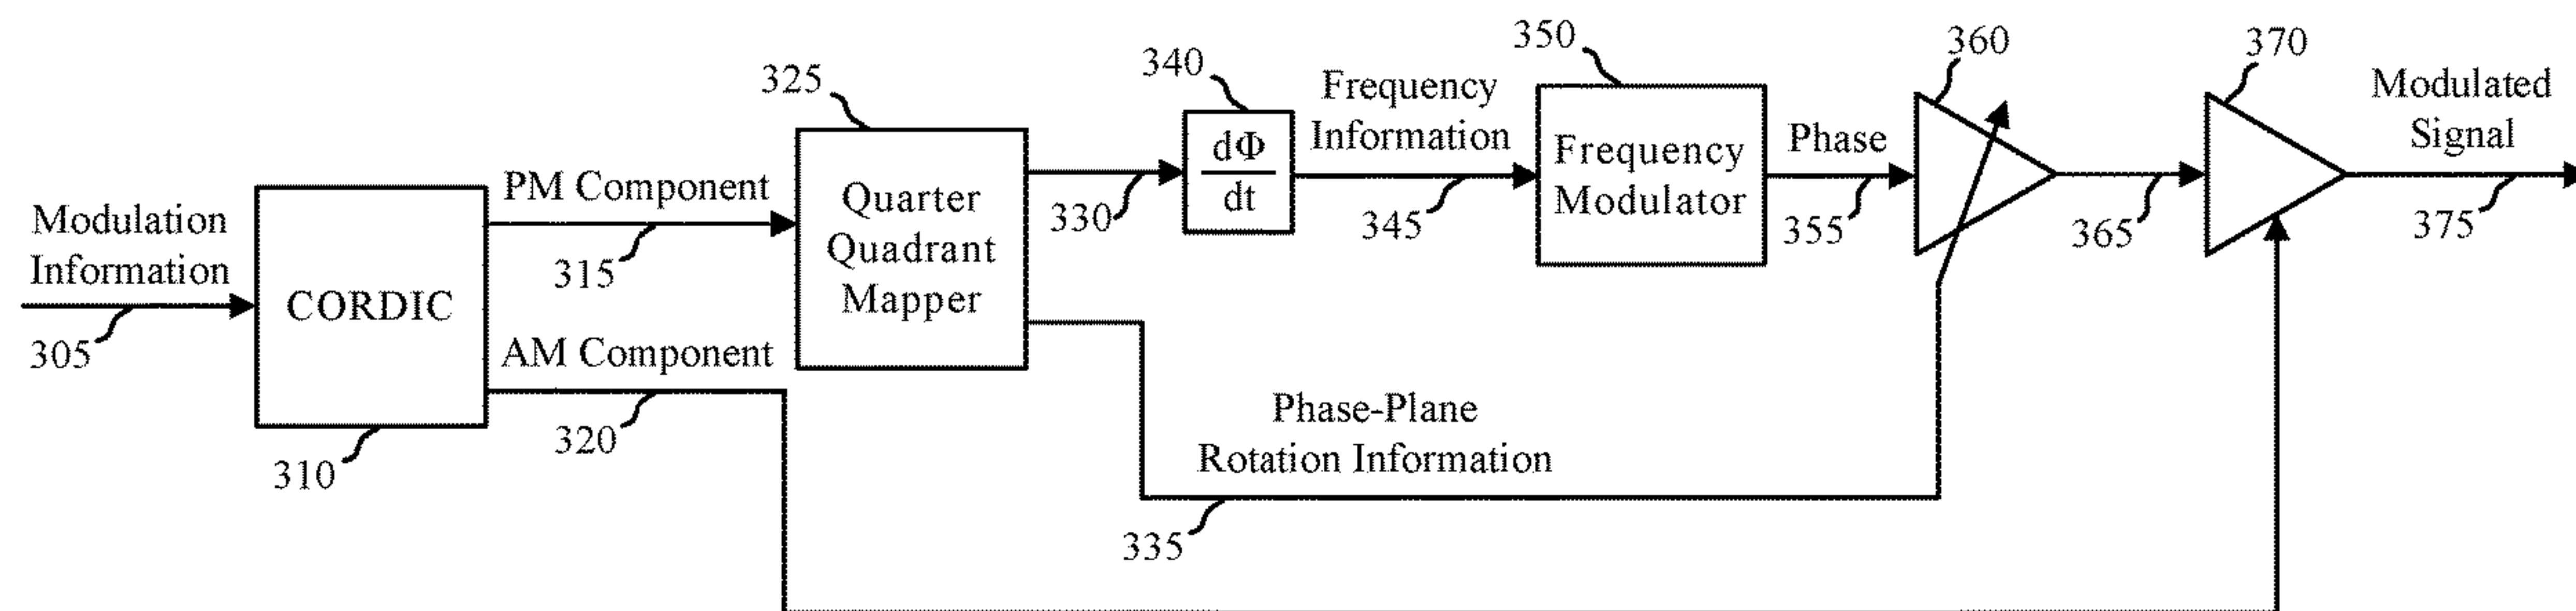 Modulation
Information
305
CORDIC
310
PM Component
315
AM Component
320
325
Quarter
Quadrant
Mapper
330
Phase-Plane
Rotation Information
335
340
dΦ
dt
Frequency
Information
345
350
Frequency
Modulator
Phase
355
360
365
370
Modulated
Signal
375